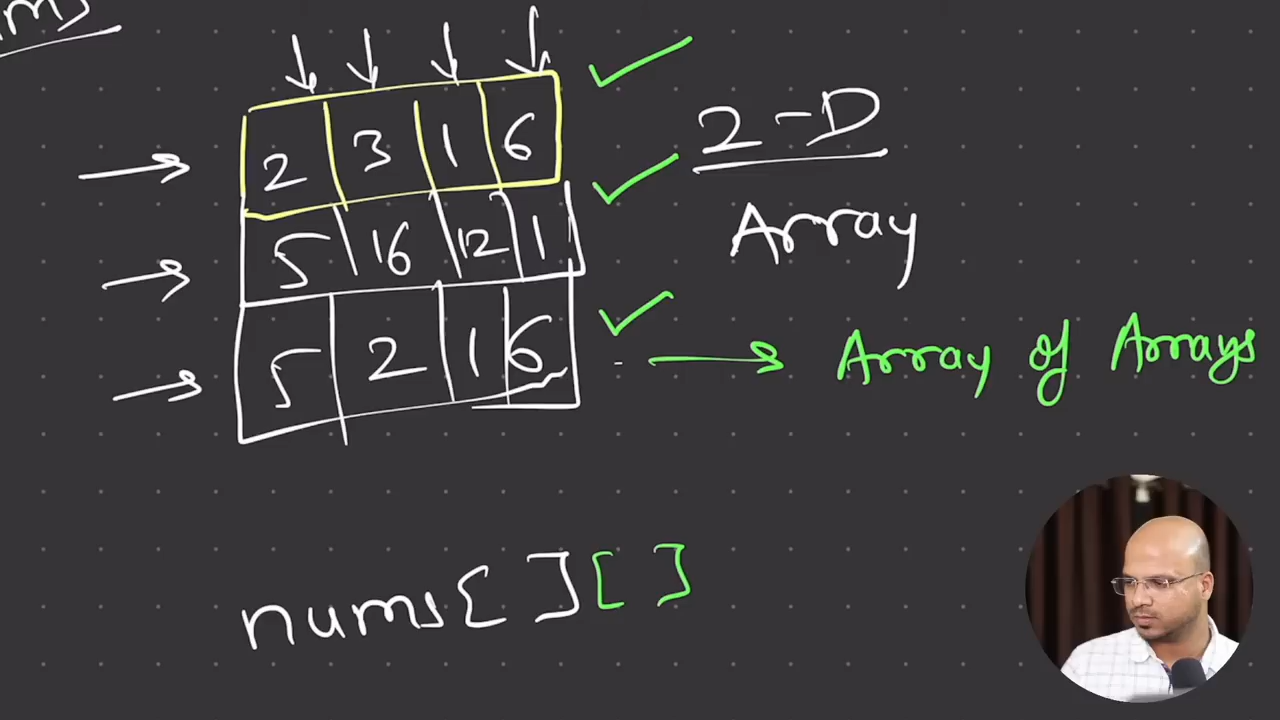 2 3 1 6
2-D
5 16 12 1
Array
5 2 1 6
Array of Arrays
nums[ ][ ]